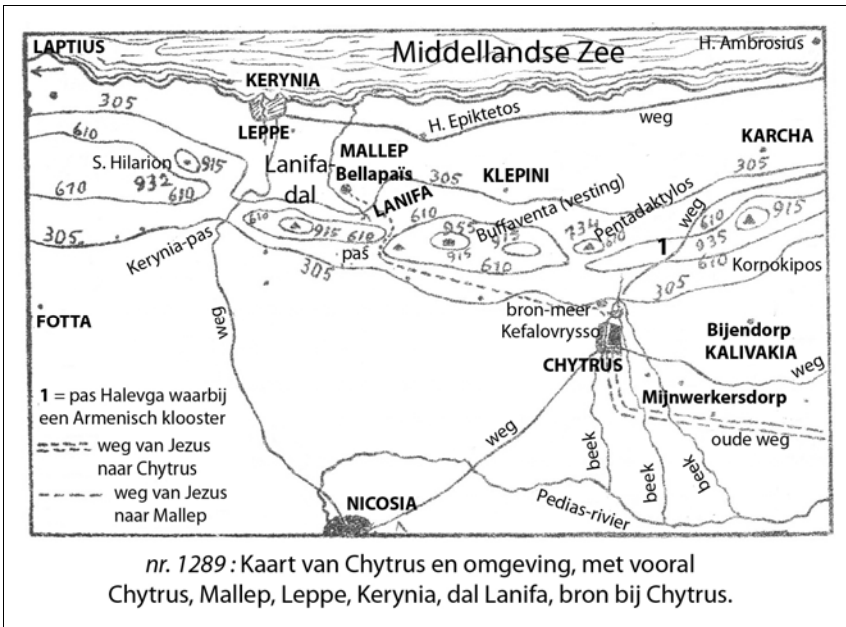 LAPTIUS
Middellandse Zee
H. Ambrosius
KERYNIA
305
H. Epiktetos
weg
610
LEPPE
KARCHA
S. Hilarion
915
Lanifa-
dal
MALLEP
Bellapaïs
305
KLEPINI
305
932
610
610
LANIFA
610
Buffaventa (vesting)
Pentadaktylos
weg
610
915
305
Kerynia-pas
610
915
610
pas
955
915
915
610
734
610
1
935
610
Kornokipos
305
305
bron-meer
Kefalovrysso
FOTTA
weg
CHYTRUS
Bijendorp
KALIVAKIA
weg
1 = pas Halevga waarbij
een Armenisch klooster
Mijnwerkersdorp
weg van Jezus
naar Chytrus
weg
oude weg
beek
beek
beek
weg van Jezus
naar Mallep
NICOSIA
Pedias-rivier
nr. 1289 : Kaart van Chytrus en omgeving, met vooral
Chytrus, Mallep, Leppe, Kerynia, dal Lanifa, bron bij Chytrus.